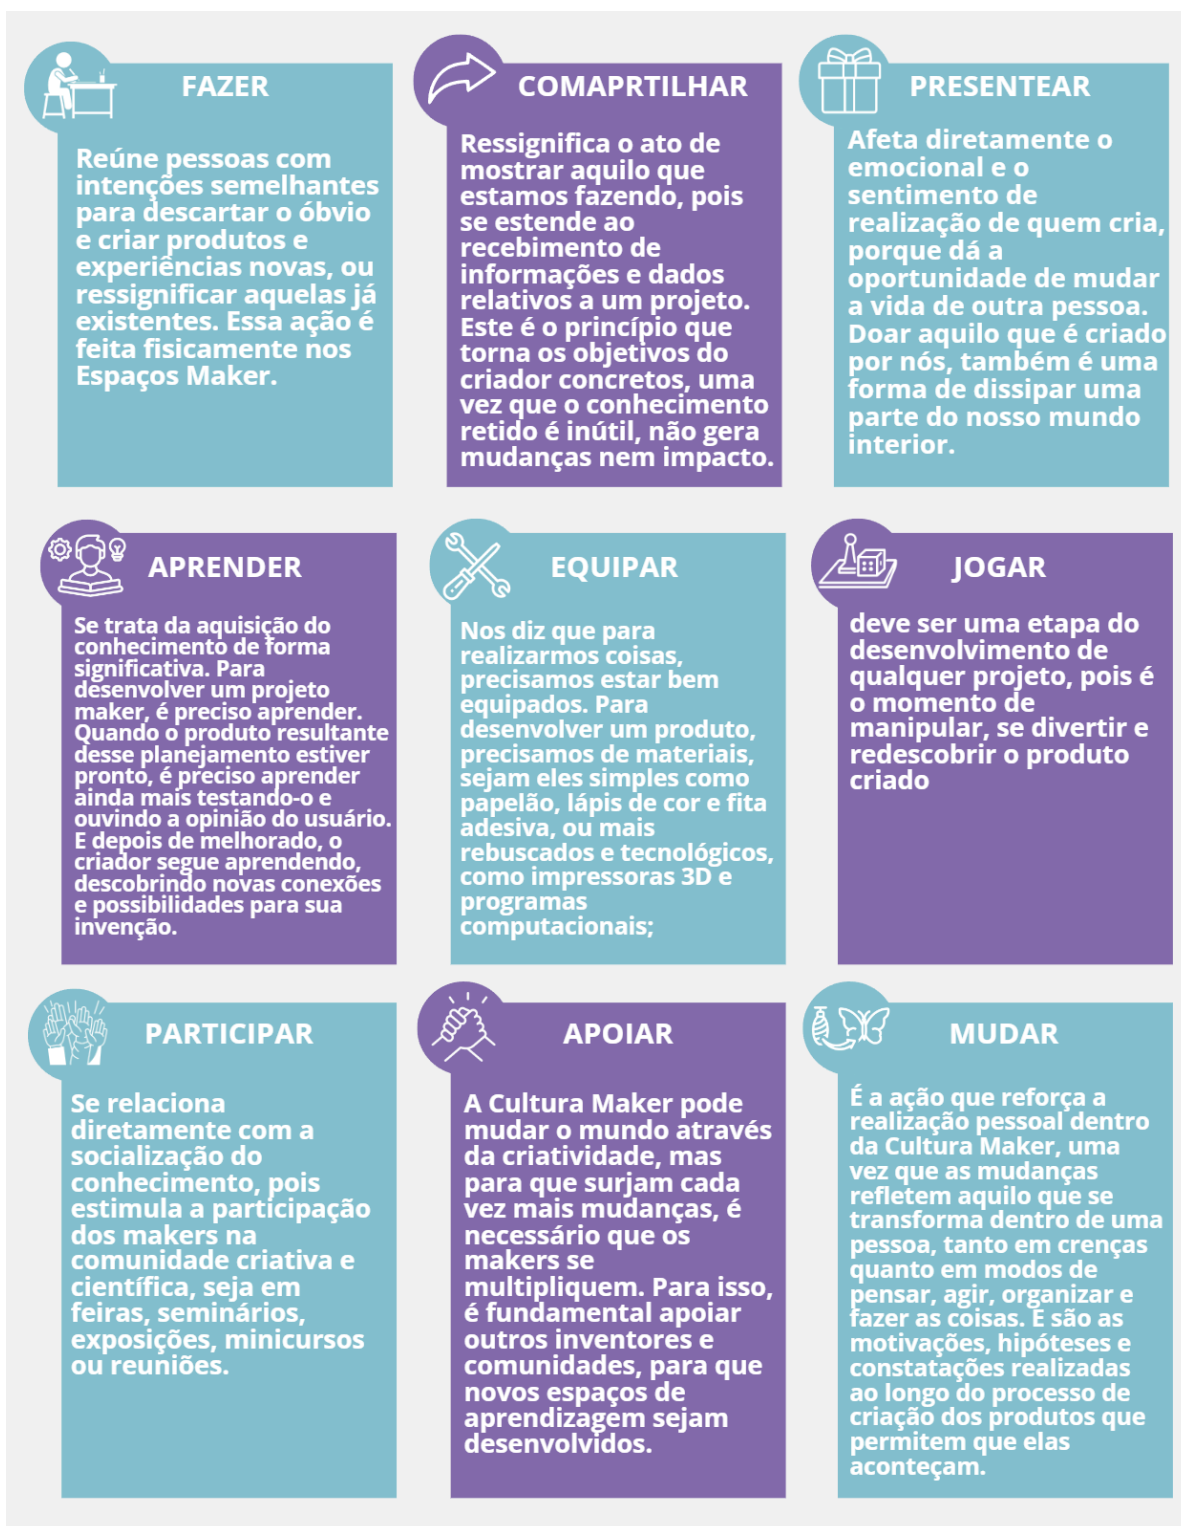 FAZER
Reúne pessoas com
intenções semelhantes
para descartar o óbvio
e criar produtos e
experiências novas, ou
ressignificar aquelas já
existentes. Essa ação é
feita fisicamente nos
Espaços Maker.
COMAPRTILHAR
Ressignifica o ato de
mostrar aquilo que
estamos fazendo, pois
se estende ao
recebimento de
informações e dados
relativos a um projeto.
Este é o princípio que
torna os objetivos do
criador concretos, uma
vez que o conhecimento
retido é inútil, não gera
mudanças nem impacto.
PRESENTEAR
Afeta diretamente o
emocional e o
sentimento de
realização de quem cria,
porque dá a
oportunidade de mudar
a vida de outra pessoa.
Doar aquilo que é criado
por nós, também é uma
forma de dissipar uma
parte do nosso mundo
interior.
APRENDER
Se trata da aquisição do
conhecimento de forma
significativa. Para
desenvolver um projeto
maker, é preciso aprender.
Quando o produto resultante
desse planejamento estiver
pronto, é preciso aprender
ainda mais testando-o e
ouvindo a opinião do usuário.
E depois de melhorado, o
criador segue aprendendo,
descobrindo novas conexões
e possibilidades para sua
invenção.
EQUIPAR
Nos diz que para
realizarmos coisas,
precisamos estar bem
equipados. Para
desenvolver um produto,
precisamos de materiais,
sejam eles simples como
papelão, lápis de cor e fita
adesiva, ou mais
rebuscados e tecnológicos,
como impressoras 3D e
programas
computacionais;
JOGAR
deve ser uma etapa do
desenvolvimento de
qualquer projeto, pois é
o momento de
manipular, se divertir e
redescobrir o produto
criado
PARTICIPAR
Se relaciona
diretamente com a
socialização do
conhecimento, pois
estimula a participação
dos makers na
comunidade criativa e
científica, seja em
feiras, seminários,
exposições, minicursos
ou reuniões.
APOIAR
A Cultura Maker pode
mudar o mundo através
da criatividade, mas
para que surjam cada
vez mais mudanças, é
necessário que os
makers se
multipliquem. Para isso,
é fundamental apoiar
outros inventores e
comunidades, para que
novos espaços de
aprendizagem sejam
desenvolvidos.
MUDAR
É a ação que reforça a
realização pessoal dentro
da Cultura Maker, uma
vez que as mudanças
refletem aquilo que se
transforma dentro de uma
pessoa, tanto em crenças
quanto em modos de
pensar, agir, organizar e
fazer as coisas. E são as
motivações, hipóteses e
constatações realizadas
ao longo do processo de
criação dos produtos que
permitem que elas
aconteçam.